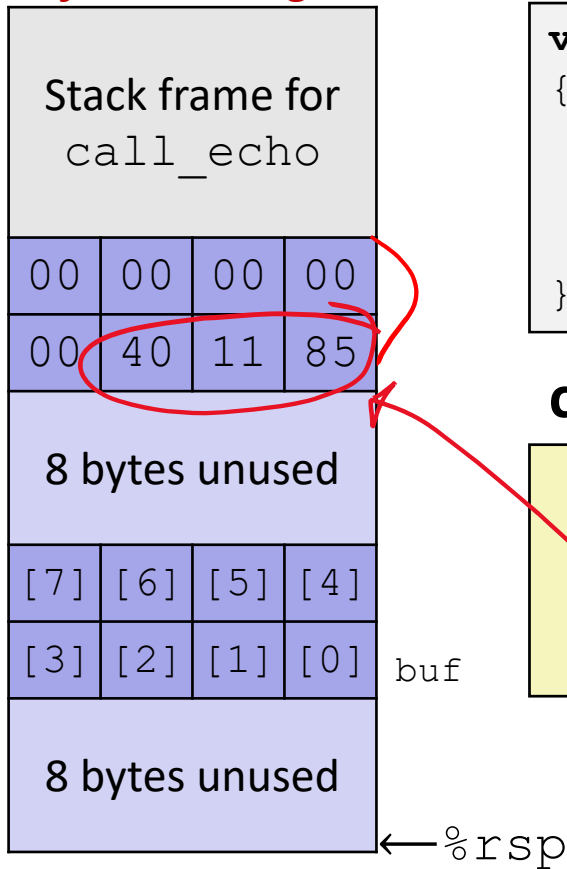 Stack frame for
call_echo
00 00 00 00
00 40 11 85
8 bytes unused
[7] [6] [5] [4]
[3] [2] [1] [0] buf
8 bytes unused
←%rsp
v
{
}